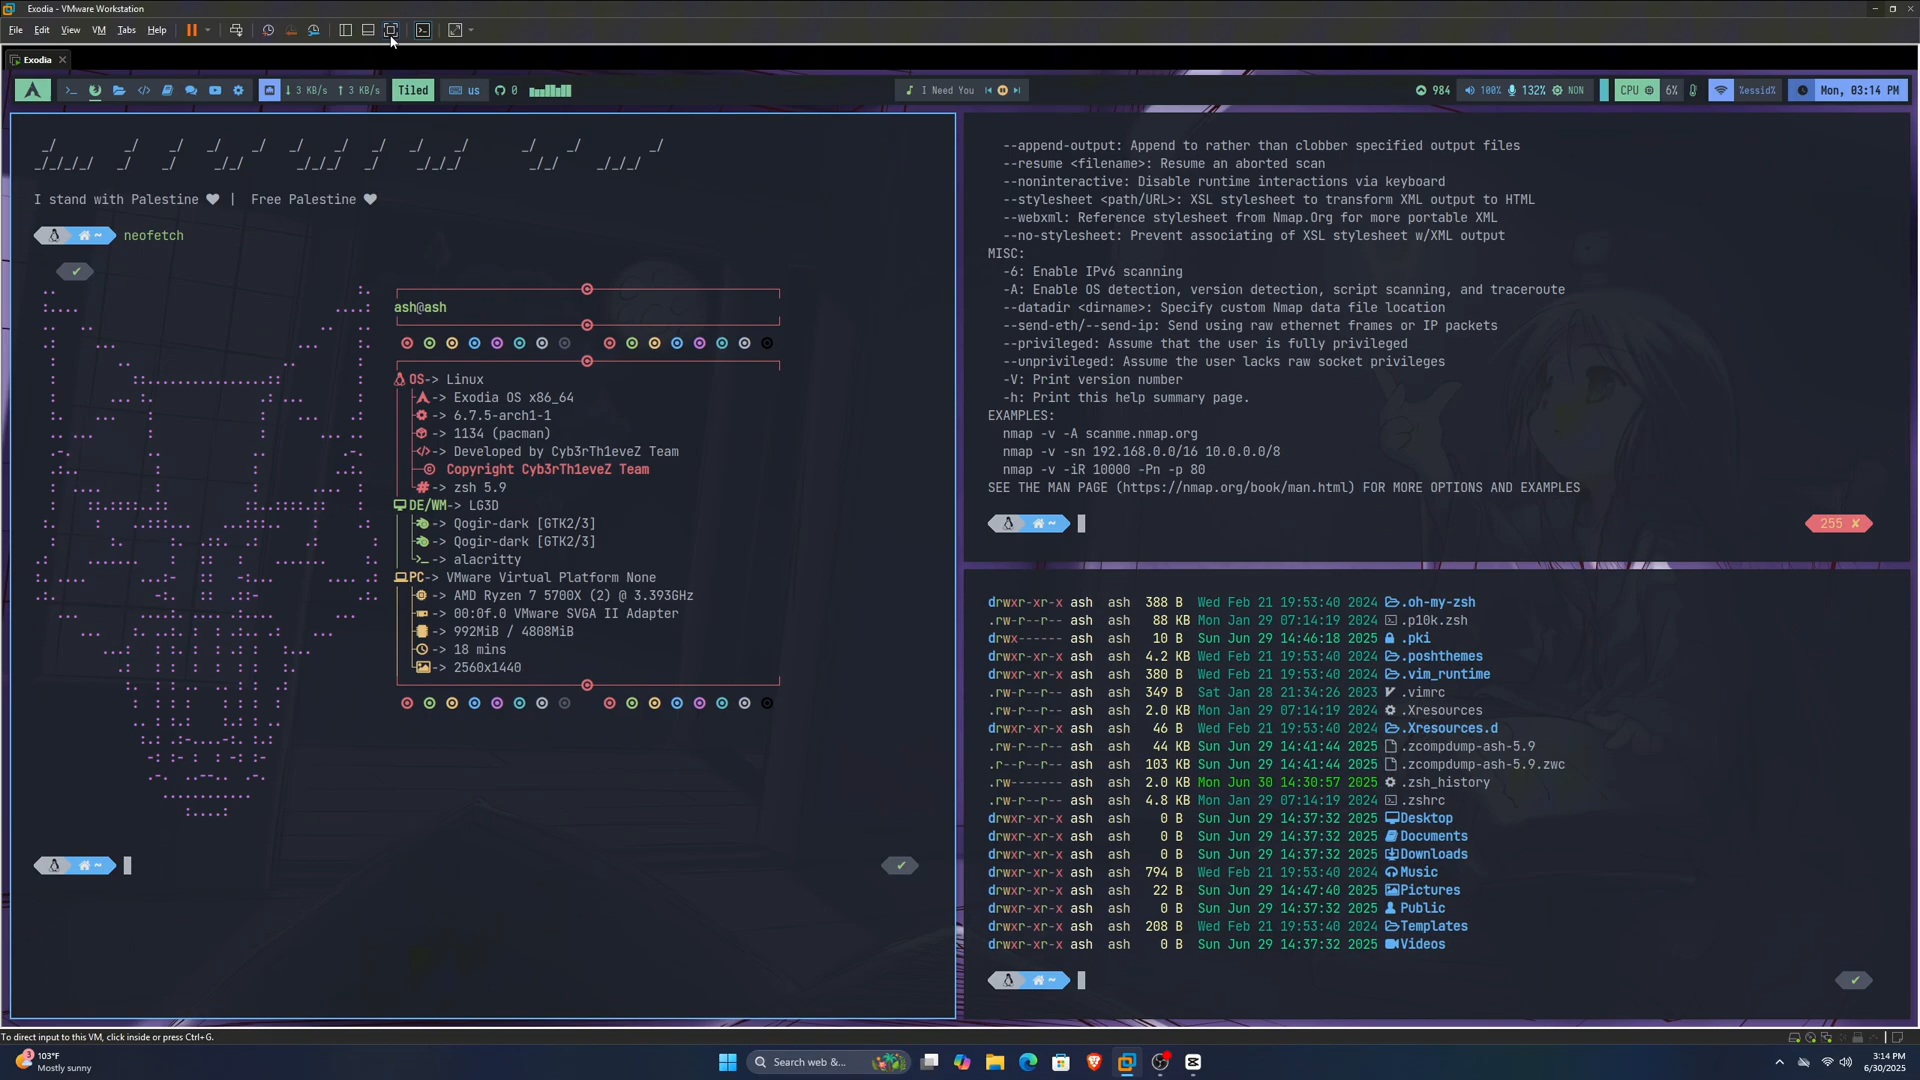 Exodia - VMware Workstation
File Edit View VM Tabs Help
Exodia
3 KB/s 3 KB/s Tiled us 0
I Need You
984 100% 132% NON CPU 6% %essid% Mon, 03:14 PM
I stand with Palestine | Free Palestine
~ neofetch
ash@ash
OS-> Linux
-> Exodia OS x86_64
-> 6.7.5-arch1-1
-> 1134 (pacman)
-> Developed by Cyb3rTh1eveZ Team
Copyright Cyb3rTh1eveZ Team
-> zsh 5.9
DE/WM-> LG3D
-> Qogir-dark [GTK2/3]
-> Qogir-dark [GTK2/3]
-> alacritty
PC-> VMware Virtual Platform None
-> AMD Ryzen 7 5700X (2) @ 3.393GHz
-> 00:0f.0 VMware SVGA II Adapter
-> 992MiB / 4808MiB
-> 18 mins
-> 2560x1440
~
--append-output: Append to rather than clobber specified output files
--resume <filename>: Resume an aborted scan
--noninteractive: Disable runtime interactions via keyboard
--stylesheet <path/URL>: XSL stylesheet to transform XML output to HTML
--webxml: Reference stylesheet from Nmap.Org for more portable XML
--no-stylesheet: Prevent associating of XSL stylesheet w/XML output
MISC:
-6: Enable IPv6 scanning
-A: Enable OS detection, version detection, script scanning, and traceroute
--datadir <dirname>: Specify custom Nmap data file location
--send-eth/--send-ip: Send using raw ethernet frames or IP packets
--privileged: Assume that the user is fully privileged
--unprivileged: Assume the user lacks raw socket privileges
-V: Print version number
-h: Print this help summary page.
EXAMPLES:
nmap -v -A scanme.nmap.org
nmap -v -sn 192.168.0.0/16 10.0.0.0/8
nmap -v -iR 10000 -Pn -p 80
SEE THE MAN PAGE (https://nmap.org/book/man.html) FOR MORE OPTIONS AND EXAMPLES
~ 255 ✘
drwxr-xr-x ash ash 388 B Wed Feb 21 19:53:40 2024 .oh-my-zsh
.rw-r--r-- ash ash 88 KB Mon Jan 29 07:14:19 2024 .p10k.zsh
drwx------ ash ash 10 B Sun Jun 29 14:46:18 2025 .pki
drwxr-xr-x ash ash 4.2 KB Wed Feb 21 19:53:40 2024 .poshthemes
drwxr-xr-x ash ash 380 B Wed Feb 21 19:53:40 2024 .vim_runtime
.rw-r--r-- ash ash 349 B Sat Jan 28 21:34:26 2023 .vimrc
.rw-r--r-- ash ash 2.0 KB Mon Jan 29 07:14:19 2024 .Xresources
drwxr-xr-x ash ash 46 B Wed Feb 21 19:53:40 2024 .Xresources.d
.rw-r--r-- ash ash 44 KB Sun Jun 29 14:41:44 2025 .zcompdump-ash-5.9
.r--r--r-- ash ash 103 KB Sun Jun 29 14:41:44 2025 .zcompdump-ash-5.9.zwc
.rw------- ash ash 2.0 KB Mon Jun 30 14:30:57 2025 .zsh_history
.rw-r--r-- ash ash 4.8 KB Mon Jan 29 07:14:19 2024 .zshrc
drwxr-xr-x ash ash 0 B Sun Jun 29 14:37:32 2025 Desktop
drwxr-xr-x ash ash 0 B Sun Jun 29 14:37:32 2025 Documents
drwxr-xr-x ash ash 0 B Sun Jun 29 14:37:32 2025 Downloads
drwxr-xr-x ash ash 794 B Wed Feb 21 19:53:40 2024 Music
drwxr-xr-x ash ash 22 B Sun Jun 29 14:47:40 2025 Pictures
drwxr-xr-x ash ash 0 B Sun Jun 29 14:37:32 2025 Public
drwxr-xr-x ash ash 208 B Wed Feb 21 19:53:40 2024 Templates
drwxr-xr-x ash ash 0 B Sun Jun 29 14:37:32 2025 Videos
~
To direct input to this VM, click inside or press Ctrl+G.
103°F
Mostly sunny
Search web &...
3:14 PM
6/30/2025